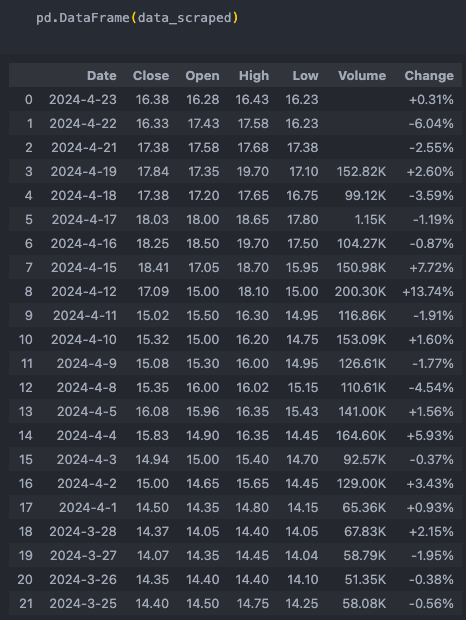 pd.DataFrame(data_scraped)
Date Close Open High Low Volume Change
0 2024-4-23 16.38 16.28 16.43 16.23 +0.31%
1 2024-4-22 16.33 17.43 17.58 16.23 -6.04%
2 2024-4-21 17.38 17.58 17.68 17.38 -2.55%
3 2024-4-19 17.84 17.35 19.70 17.10 152.82K +2.60%
4 2024-4-18 17.38 17.20 17.65 16.75 99.12K -3.59%
5 2024-4-17 18.03 18.00 18.65 17.80 1.15K -1.19%
6 2024-4-16 18.25 18.50 19.70 17.50 104.27K -0.87%
7 2024-4-15 18.41 17.05 18.70 15.95 150.98K +7.72%
8 2024-4-12 17.09 15.00 18.10 15.00 200.30K +13.74%
9 2024-4-11 15.02 15.50 16.30 14.95 116.86K -1.91%
10 2024-4-10 15.32 15.00 16.20 14.75 153.09K +1.60%
11 2024-4-9 15.08 15.30 16.00 14.95 126.61K -1.77%
12 2024-4-8 15.35 16.00 16.02 15.15 110.61K -4.54%
13 2024-4-5 16.08 15.96 16.35 15.43 141.00K +1.56%
14 2024-4-4 15.83 14.90 16.35 14.45 164.60K +5.93%
15 2024-4-3 14.94 15.00 15.40 14.70 92.57K -0.37%
16 2024-4-2 15.00 14.65 15.65 14.45 129.00K +3.43%
17 2024-4-1 14.50 14.35 14.80 14.15 65.36K +0.93%
18 2024-3-28 14.37 14.05 14.40 14.05 67.83K +2.15%
19 2024-3-27 14.07 14.35 14.45 14.04 58.79K -1.95%
20 2024-3-26 14.35 14.40 14.40 14.10 51.35K -0.38%
21 2024-3-25 14.40 14.50 14.75 14.25 58.08K -0.56%